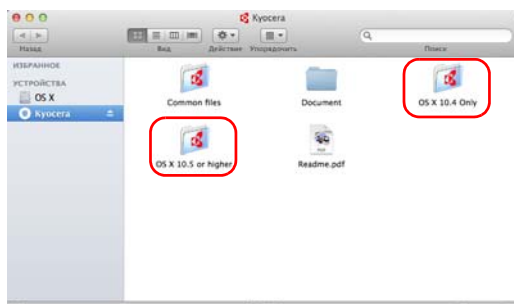 Kyocera
Назад
Вид
Действие
Упорядочить
Поиск
ИЗБРАННОЕ
УСТРОЙСТВА
OS X
Kyocera
Common files
Document
OS X 10.4 Only
OS X 10.5 or higher
Readme.pdf